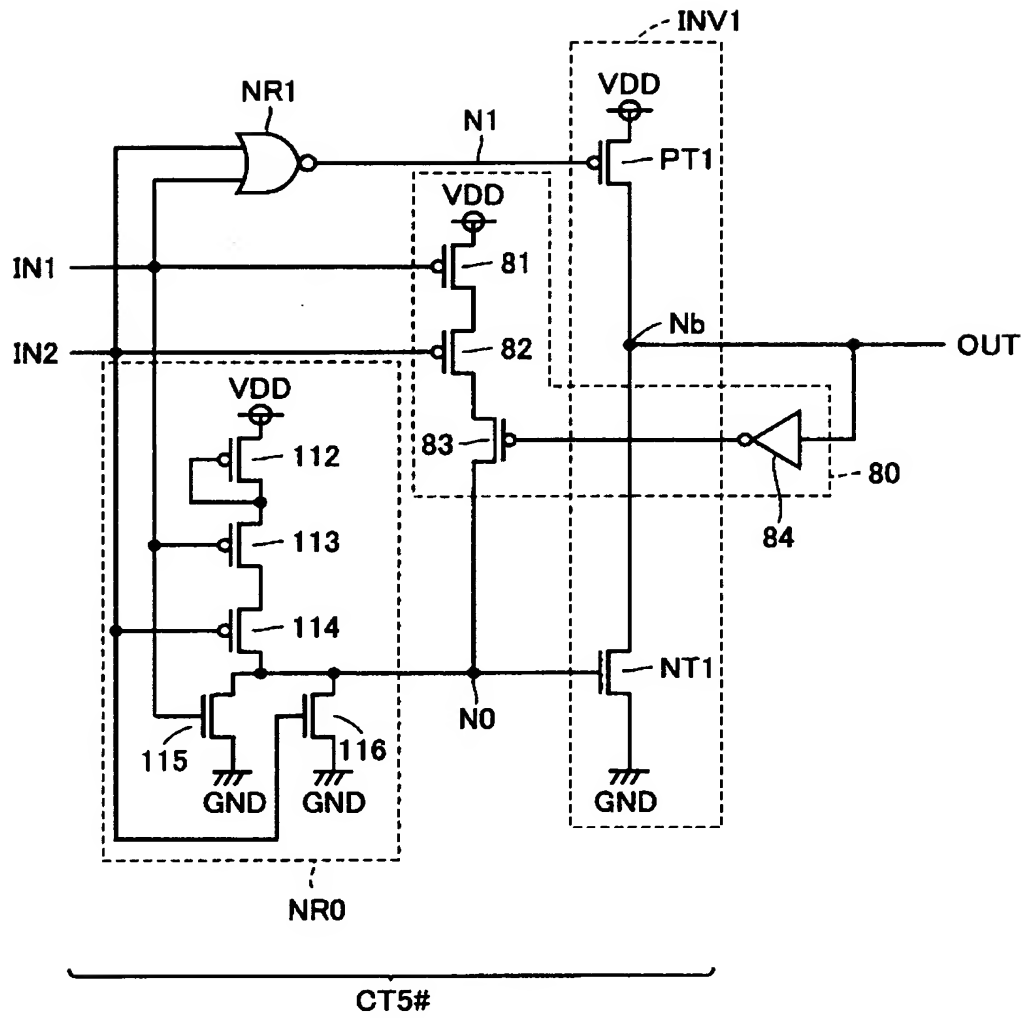 INV1
VDD
NR1
N1
PT1
VDD
IN1
81
Nb
IN2
82
OUT
VDD
83
112
80
84
113
114
NT1
N0
115
116
GND
GND
GND
NR0
CT5#